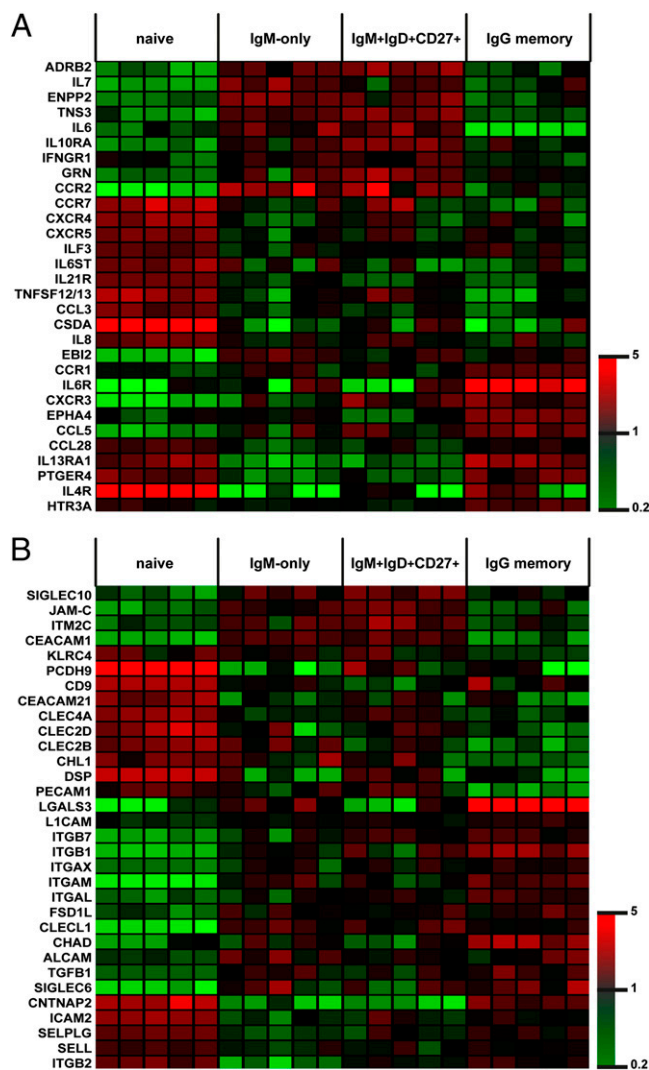 A
naive IgM-only IgM+IgD+CD27+ IgG memory
ADRB2
IL7
ENPP2
TNS3
IL6
IL10RA
IFNGR1
GRN
CCR2
CCR7
CXCR4
CXCR5
ILF3
IL6ST
IL21R
TNFSF12/13
CCL3
CSDA
IL8
EBI2
CCR1
IL6R
CXCR3
EPHA4
CCL5
CCL28
IL13RA1
PTGER4
IL4R
HTR3A
5
1
0.2
B
naive IgM-only IgM+IgD+CD27+ IgG memory
SIGLEC10
JAM-C
ITM2C
CEACAM1
KLRC4
PCDH9
CD9
CEACAM21
CLEC4A
CLEC2D
CLEC2B
CHL1
DSP
PECAM1
LGALS3
L1CAM
ITGB7
ITGB1
ITGAX
ITGAM
ITGAL
FSD1L
CLECL1
CHAD
ALCAM
TGFB1
SIGLEC6
CNTNAP2
ICAM2
SELPLG
SELL
ITGB2
5
1
0.2